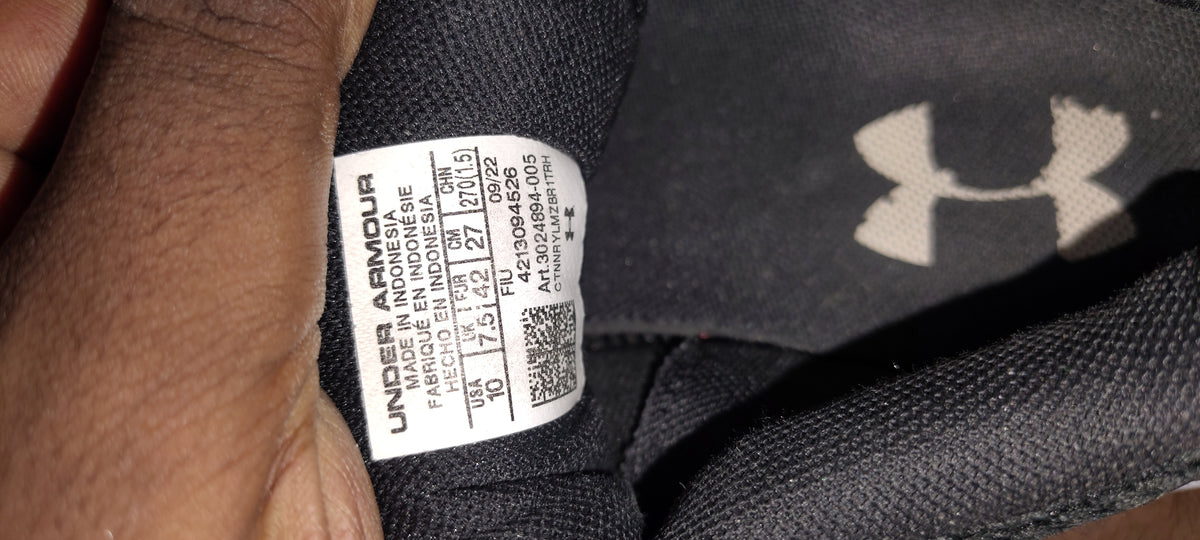 UNDER ARMOUR
MADE IN INDONESIA
FABRIQUÉ EN INDONÉSIE
HECHO EN INDONESIA
USA UK EUR CM CHN
10 7.5 42 27 270(1.5)
FIU 09/22
4213094526
Art.3024894-005
CTNNRYLMZBR1TRH